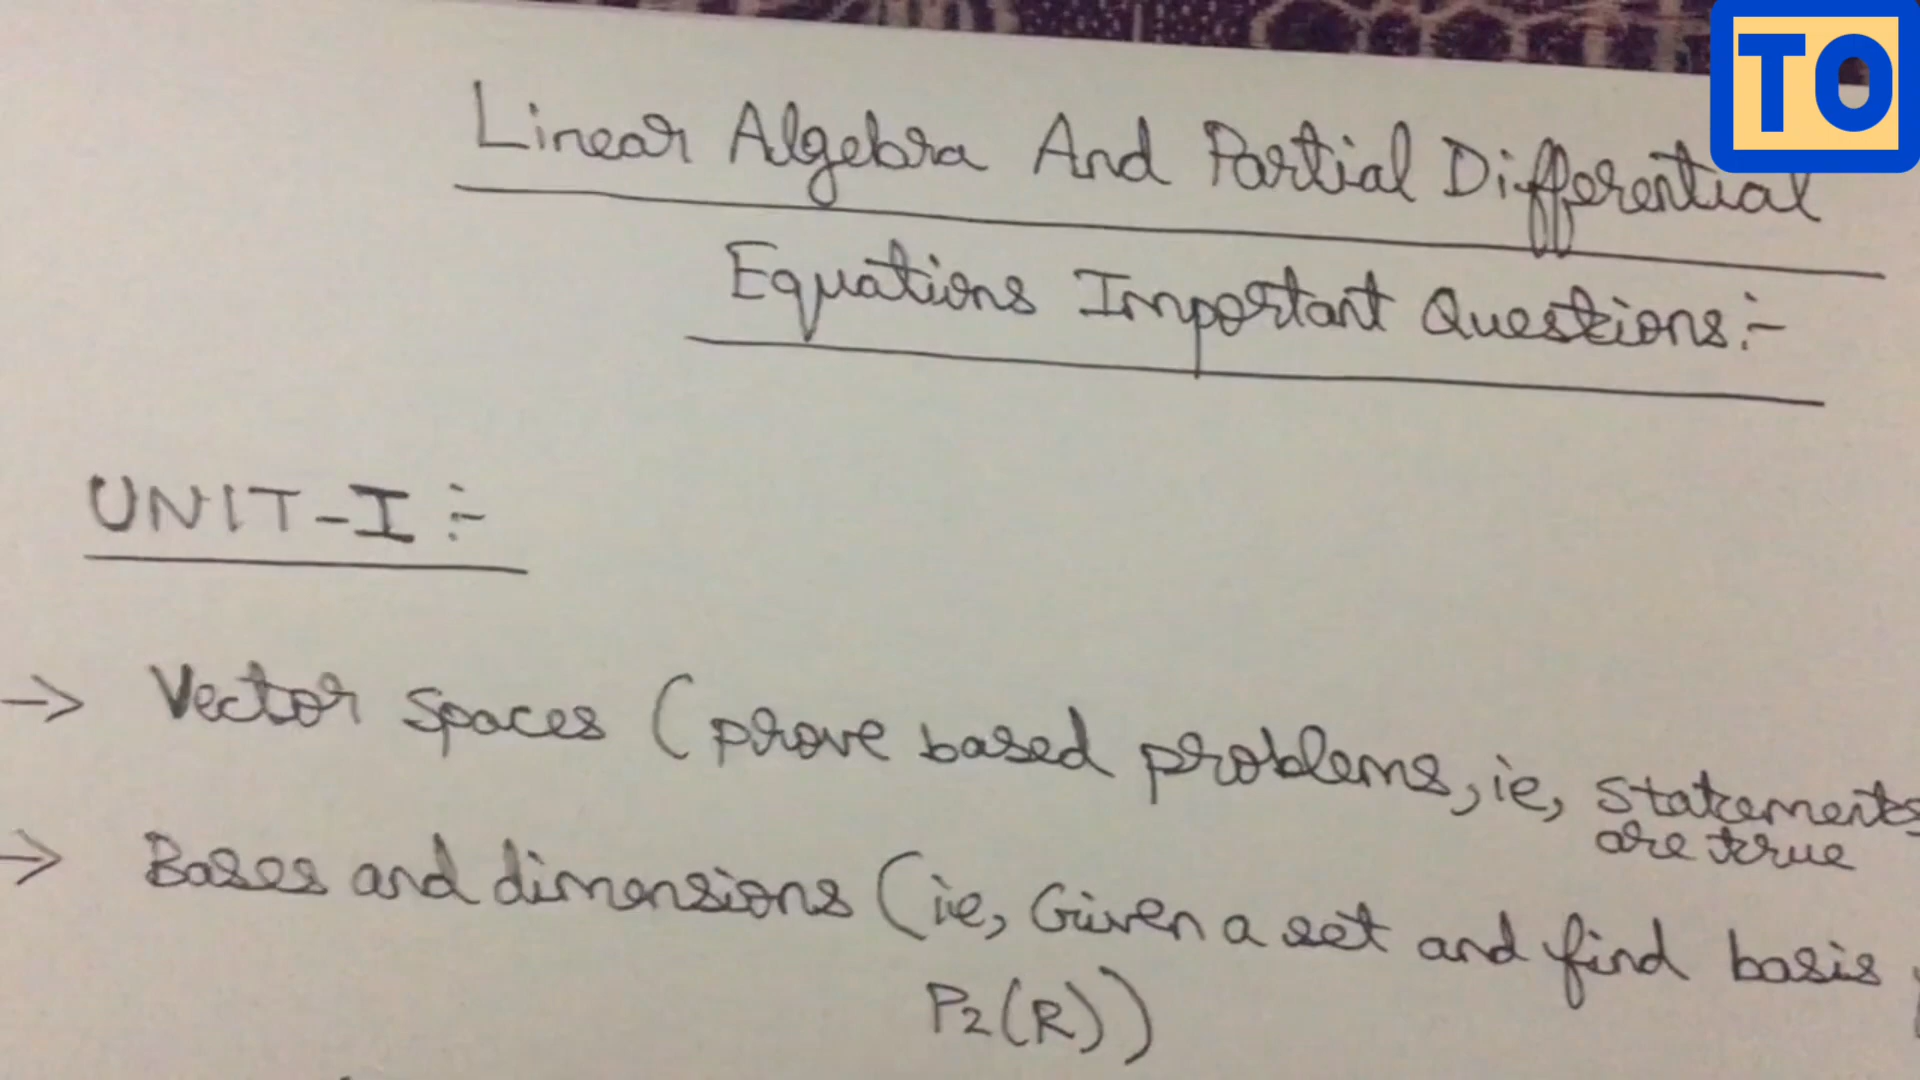 TO
Linear Algebra And Partial Differential
Equations Important Questions:-
UNIT-I :-
→ Vector Spaces (prove based problems, ie, statements
are true
→ Bases and dimensions (ie, Given a set and find basis
P₂(R))